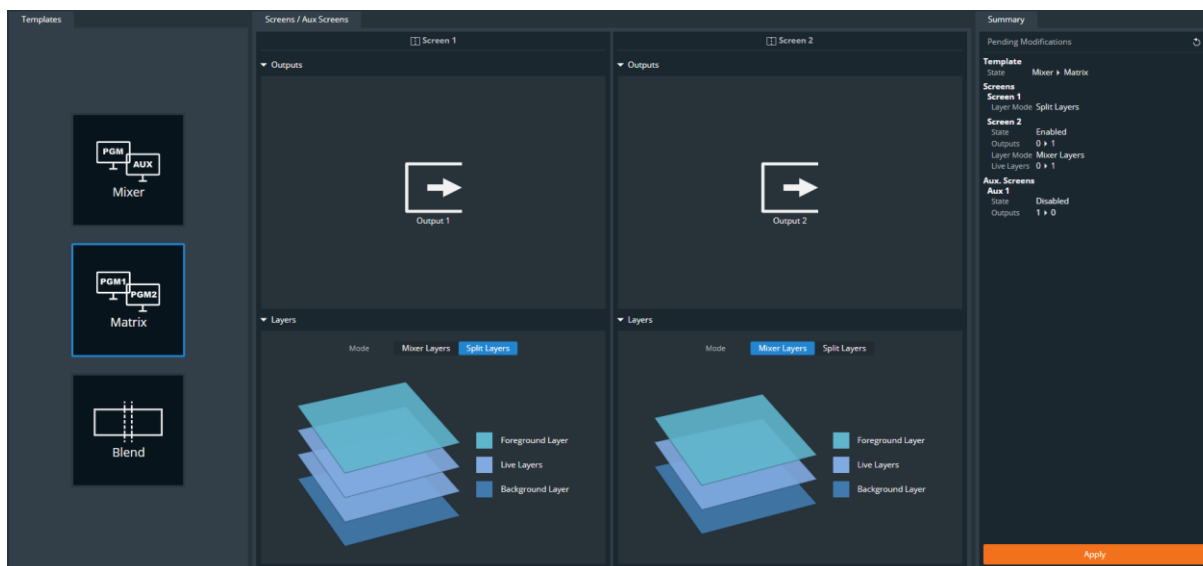 Templates
PGM
AUX
Mixer
PGM1
PGM2
Matrix
Blend
Screens / Aux Screens
Screen 1
Outputs
Output 1
Layers
Mode Mixer Layers Split Layers
Foreground Layer
Live Layers
Background Layer
Screen 2
Outputs
Output 2
Layers
Mode Mixer Layers Split Layers
Foreground Layer
Live Layers
Background Layer
Summary
Pending Modifications
Template
State Mixer ▸ Matrix
Screens
Screen 1
Layer Mode Split Layers
Screen 2
State Enabled
Outputs 0 ▸ 1
Layer Mode Mixer Layers
Live Layers 0 ▸ 1
Aux. Screens
Aux 1
State Disabled
Outputs 1 ▸ 0
Apply